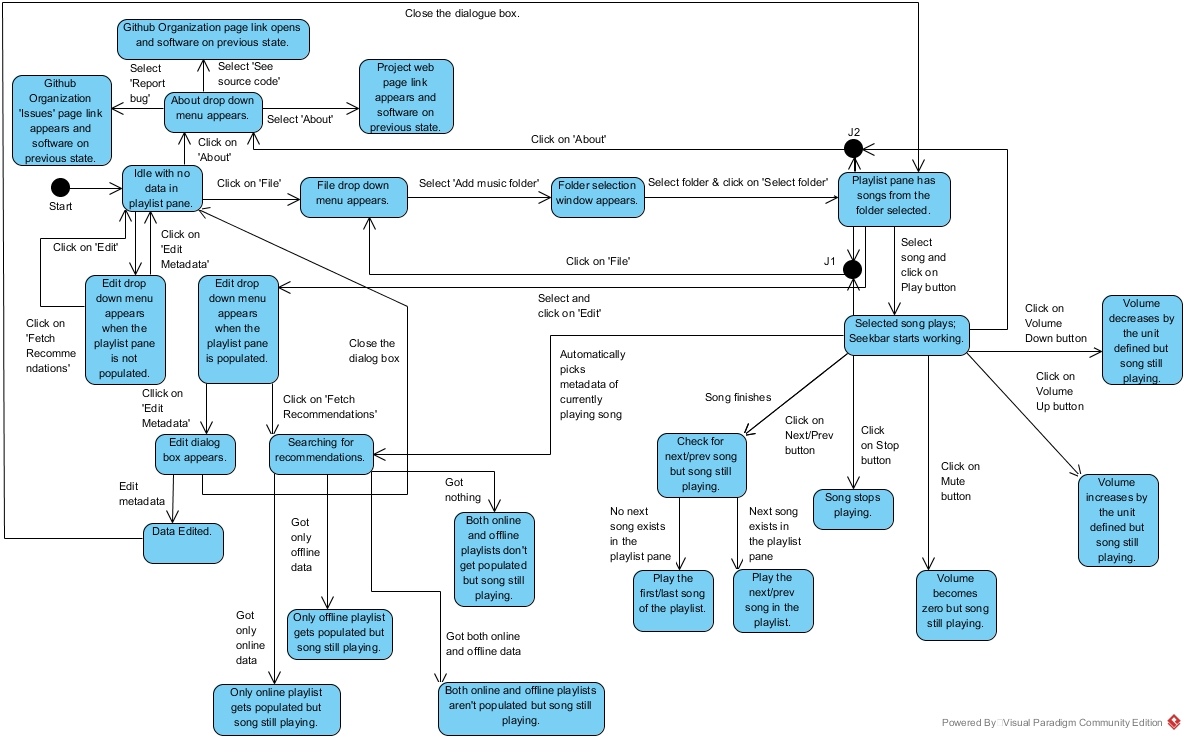 Close the dialogue box.
Github Organization page link opens
and software on previous state.
Select
'Report
bug'
Select 'See
source code'
Project web
page link
appears and
software on
previous state.
Github
Organization
'Issues' page link
appears and
software on
previous state.
About drop down
menu appears.
Select 'About'
Click on
'About'
Click on 'About'
J2
Start
Idle with no
data in
playlist pane.
Click on 'File'
File drop down
menu appears.
Select 'Add music folder'
Folder selection
window appears.
Select folder & click on 'Select folder'
Playlist pane has
songs from the
folder selected.
Click on 'Edit'
Click on
'Edit
Metadata'
Click on 'File'
J1
Select
song and
click on
Play button
Edit drop
down menu
appears
when the
playlist pane
is not
populated.
Edit drop
down menu
appears
when the
playlist pane
is populated.
Select and
click on 'Edit'
Click on
'Fetch
Recomme
ndations'
Close the
dialog box
Selected song plays;
Seekbar starts working.
Click on
Volume
Down button
Volume
decreases by
the unit
defined but
song still
playing.
Automatically
picks
metadata of
currently
playing song
Song finishes
Click on
Volume
Up button
Cllick on
'Edit
Metadata'
Click on 'Fetch
Recommendations'
Click on
Next/Prev
button
Click
on Stop
button
Click on
Mute
button
Edit dialog
box appears.
Searching for
recommendations.
Check for
next/prev song
but song still
playing.
Song stops
playing.
Volume
increases by
the unit
defined but
song still
playing.
Edit
metadata
Data Edited.
Got
nothing
Got
only
offline
data
Both online
and offline
playlists don't
get populated
but song still
playing.
No next
song exists
in the
playlist pane
Next song
exists in
the playlist
pane
Play the
first/last song
of the playlist.
Play the
next/prev
song in the
playlist.
Volume
becomes
zero but song
still playing.
Got
only
online
data
Only offline playlist
gets populated but
song still playing.
Got both online
and offline data
Only online playlist
gets populated but
song still playing.
Both online and offline playlists
aren't populated but song still
playing.
Powered By Visual Paradigm Community Edition